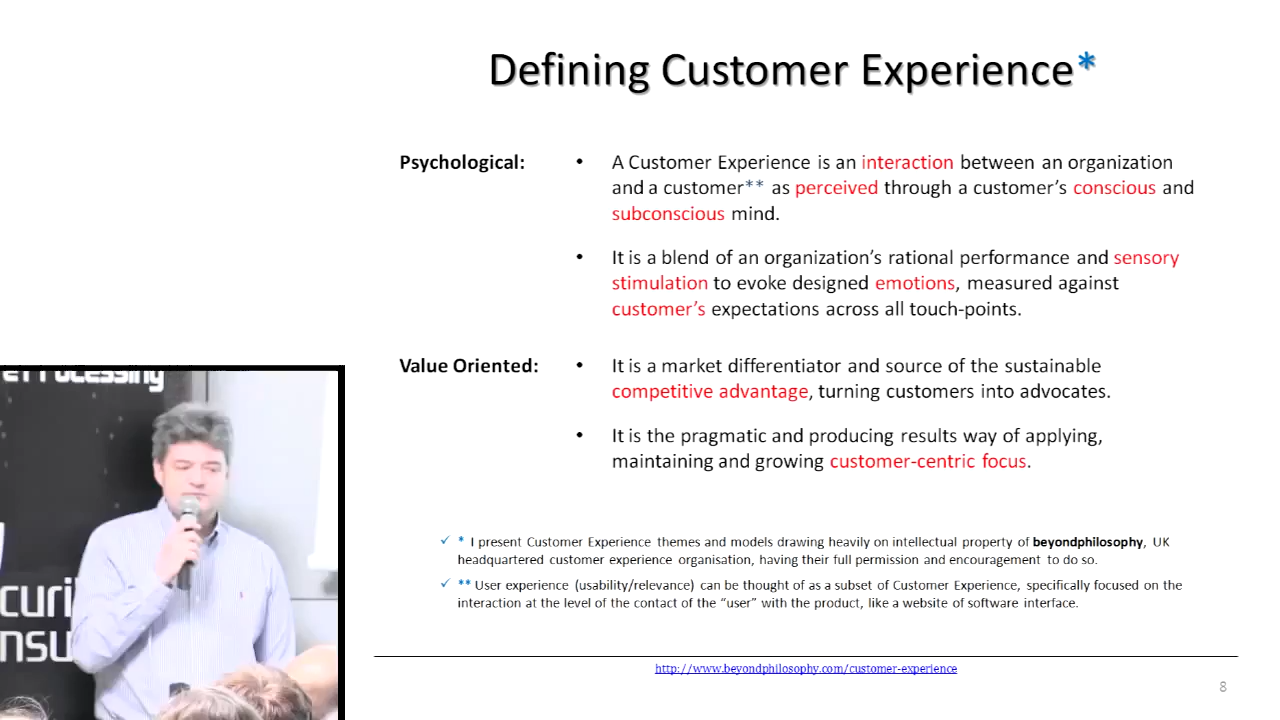 Defining Customer Experience*
Psychological:
• A Customer Experience is an interaction between an organization
and a customer** as perceived through a customer's conscious and
subconscious mind.
• It is a blend of an organization's rational performance and sensory
stimulation to evoke designed emotions, measured against
customer's expectations across all touch-points.
Value Oriented:
• It is a market differentiator and source of the sustainable
competitive advantage, turning customers into advocates.
• It is the pragmatic and producing results way of applying,
maintaining and growing customer-centric focus.
✓ * I present Customer Experience themes and models drawing heavily on intellectual property of beyondphilosophy, UK
headquartered customer experience organisation, having their full permission and encouragement to do so.
✓ ** User experience (usability/relevance) can be thought of as a subset of Customer Experience, specifically focused on the
interaction at the level of the contact of the "user" with the product, like a website of software interface.
http://www.beyondphilosophy.com/customer-experience
8